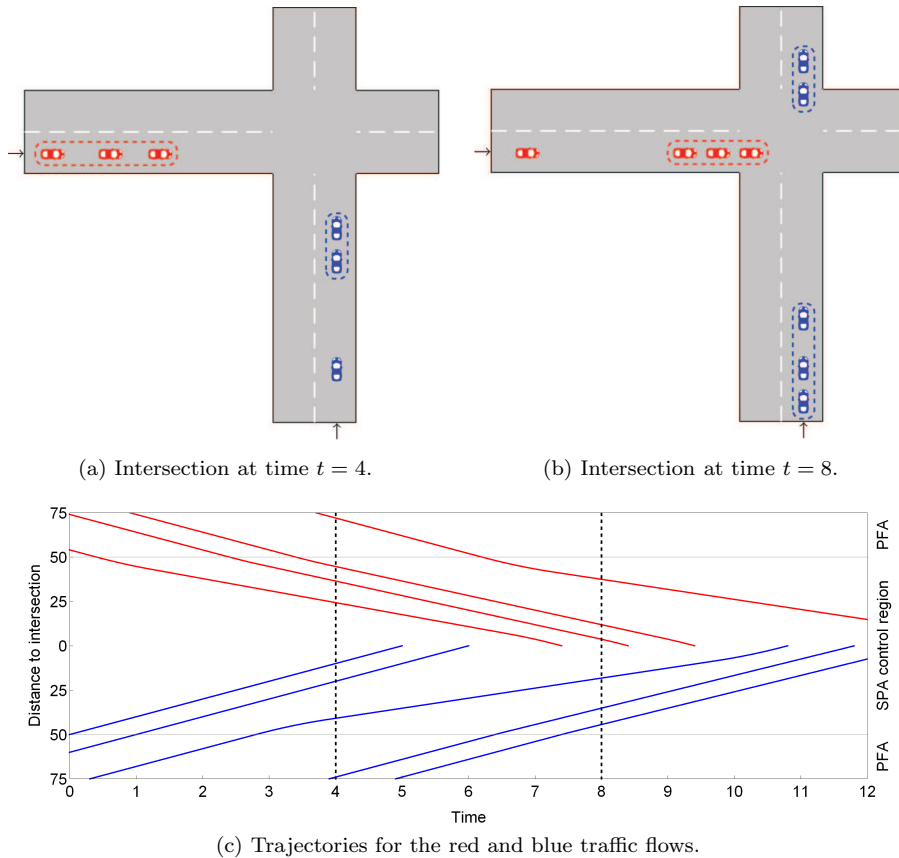 (a) Intersection at time t = 4.
(b) Intersection at time t = 8.
75
50
25
0
25
50
75
Distance to intersection
PFA
SPA control region
PFA
0 1 2 3 4 5 6 7 8 9 10 11 12
Time
(c) Trajectories for the red and blue traffic flows.